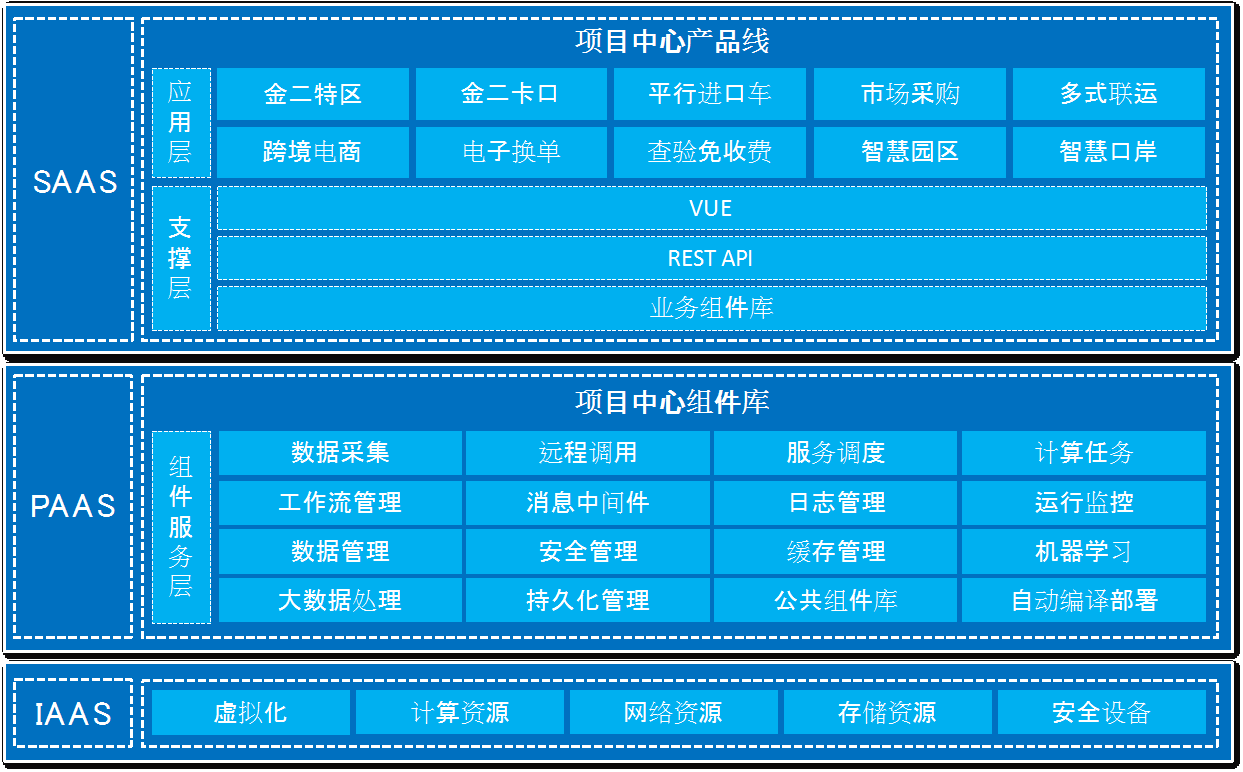 SAAS
项目中心产品线
应用层
金二特区
金二卡口
平行进口车
市场采购
多式联运
跨境电商
电子换单
查验免收费
智慧园区
智慧口岸
支撑层
VUE
REST API
业务组件库
PAAS
项目中心组件库
组件服务层
数据采集
远程调用
服务调度
计算任务
工作流管理
消息中间件
日志管理
运行监控
数据管理
安全管理
缓存管理
机器学习
大数据处理
持久化管理
公共组件库
自动编译部署
IAAS
虚拟化
计算资源
网络资源
存储资源
安全设备